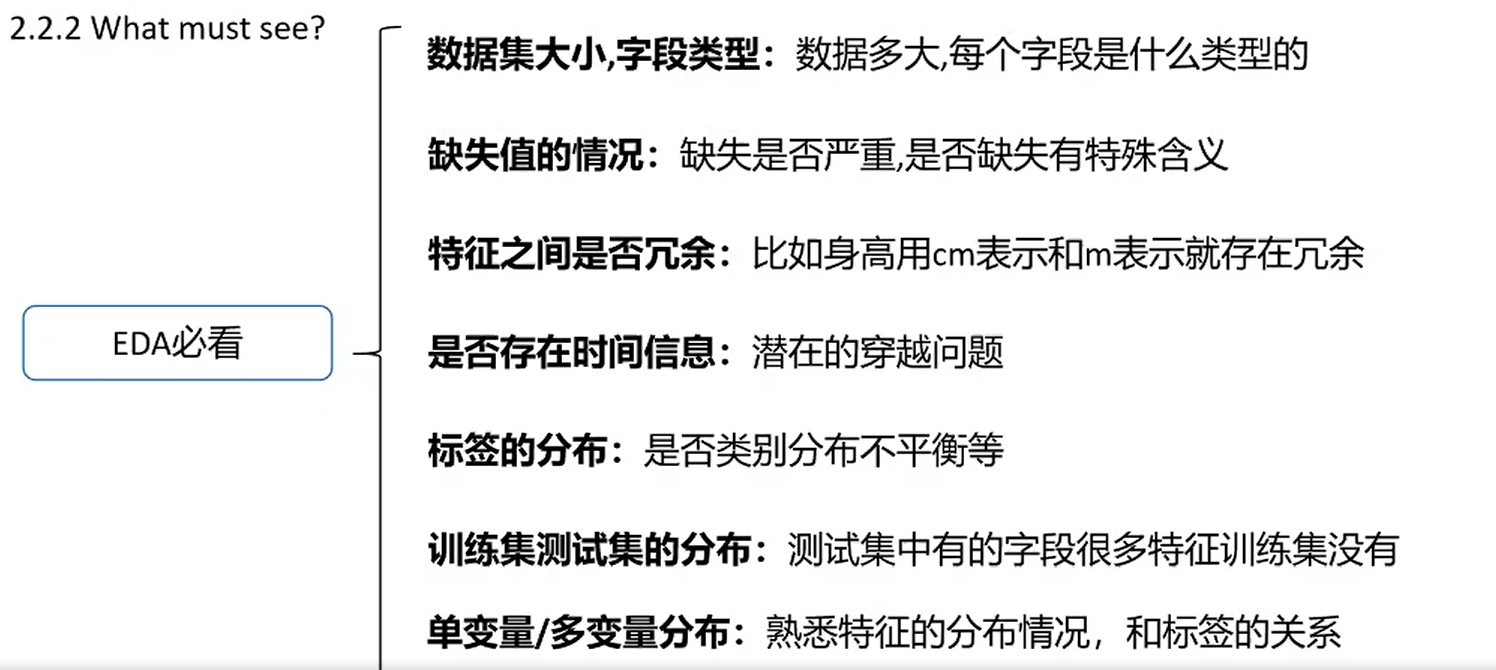 2.2.2 What must see?
数据集大小,字段类型：数据多大,每个字段是什么类型的
缺失值的情况：缺失是否严重,是否缺失有特殊含义
特征之间是否冗余：比如身高用cm表示和m表示就存在冗余
EDA必看
是否存在时间信息：潜在的穿越问题
标签的分布：是否类别分布不平衡等
训练集测试集的分布：测试集中有的字段很多特征训练集没有
单变量/多变量分布：熟悉特征的分布情况，和标签的关系